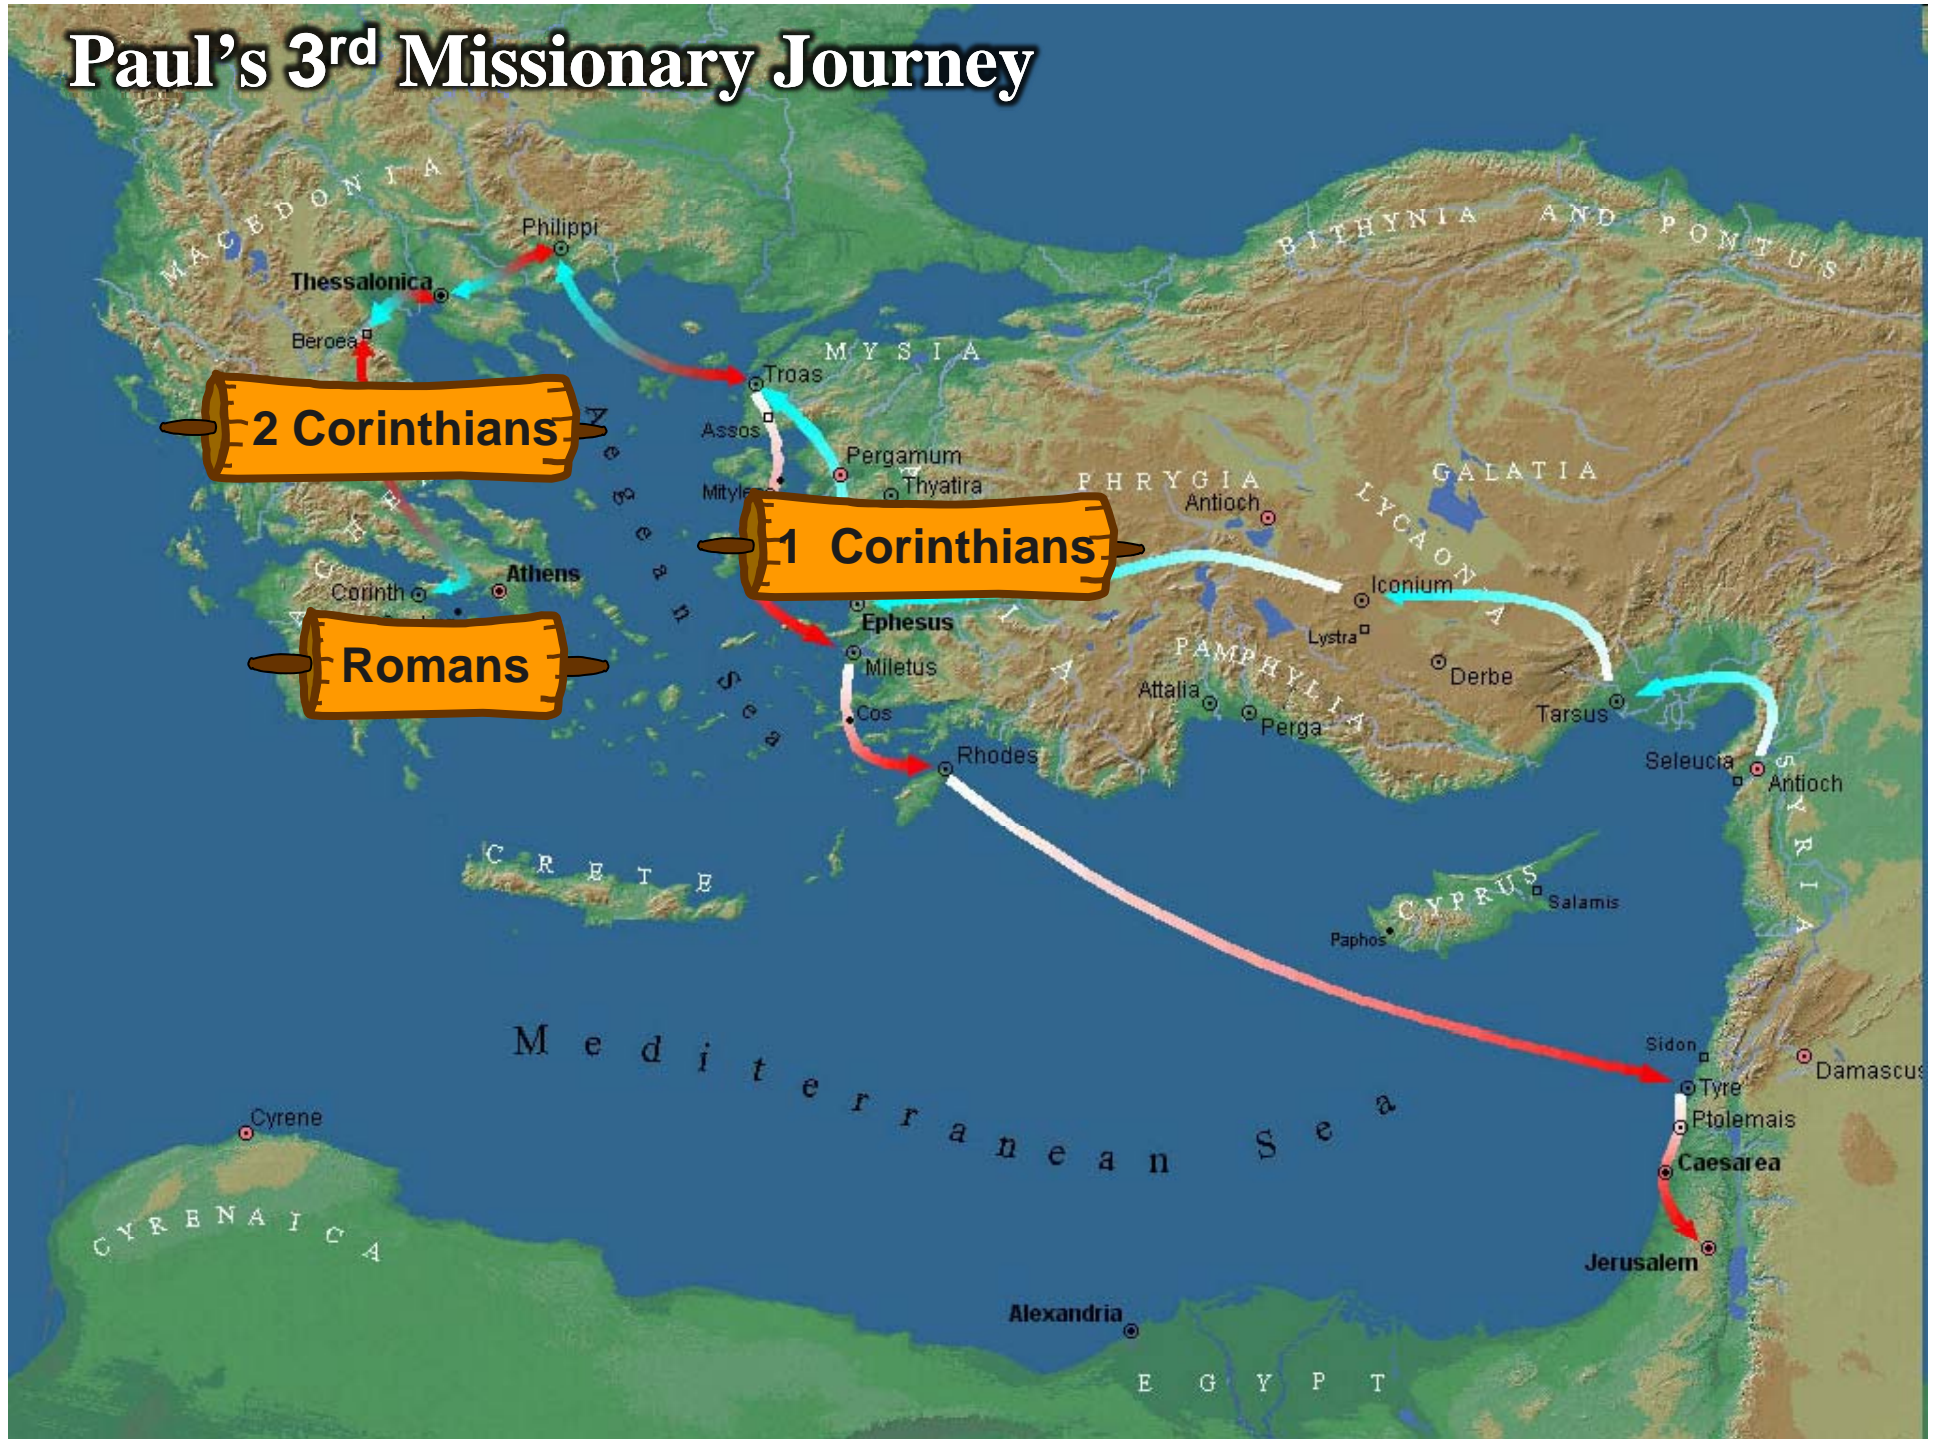 Paul's 3rd Missionary Journey
MACEDONIA
Philippi
Thessalonica
Beroea
BITHYNIA AND PONTUS
MYSIA
Troas
Assos
2 Corinthians
Aegean Sea
Pergamum
Thyatira
PHRYGIA
Antioch
GALATIA
LYCAONIA
1 Corinthians
Athens
Corinth
Iconium
Ephesus
Lystra
Romans
Miletus
PAMPHYLIA
Derbe
Attalia
Perga
Tarsus
Cos
Rhodes
Seleucia
Antioch
SYRIA
CRETE
CYPRUS
Salamis
Paphos
Mediterranean Sea
Sidon
Damascus
Tyre
Ptolemais
Cyrene
Caesarea
CYRENAICA
Jerusalem
Alexandria
EGYPT